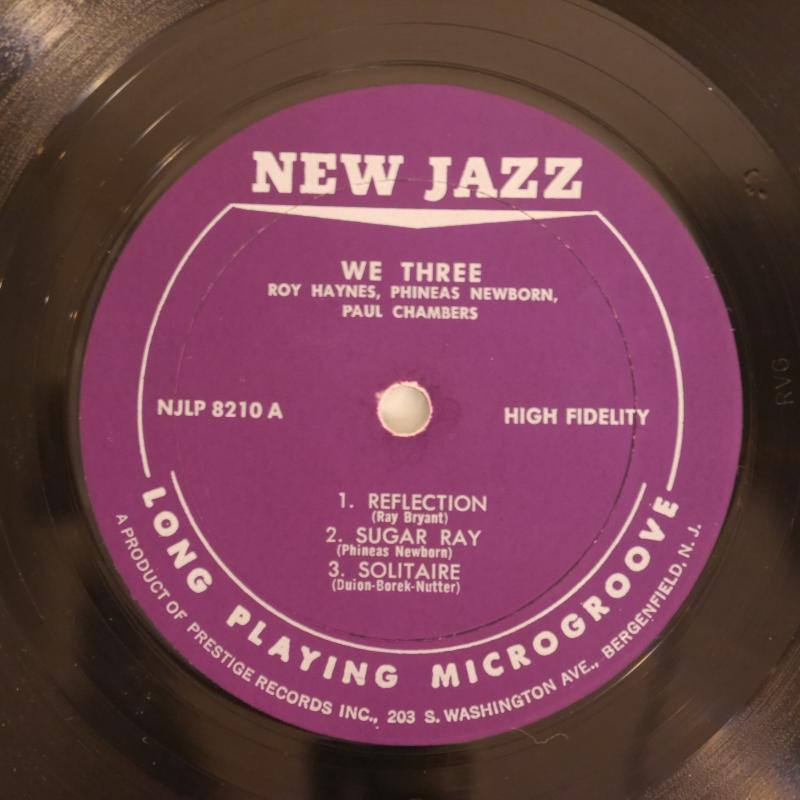 NEW JAZZ
WE THREE
ROY HAYNES, PHINEAS NEWBORN,
PAUL CHAMBERS
NJLP 8210 A
HIGH FIDELITY
1. REFLECTION
(Ray Bryant)
2. SUGAR RAY
(Phineas Newborn)
3. SOLITAIRE
(Duion-Borek-Nutter)
LONG PLAYING MICROGROOVE
A PRODUCT OF PRESTIGE RECORDS INC., 203 S. WASHINGTON AVE., BERGENFIELD, N. J.
RVG